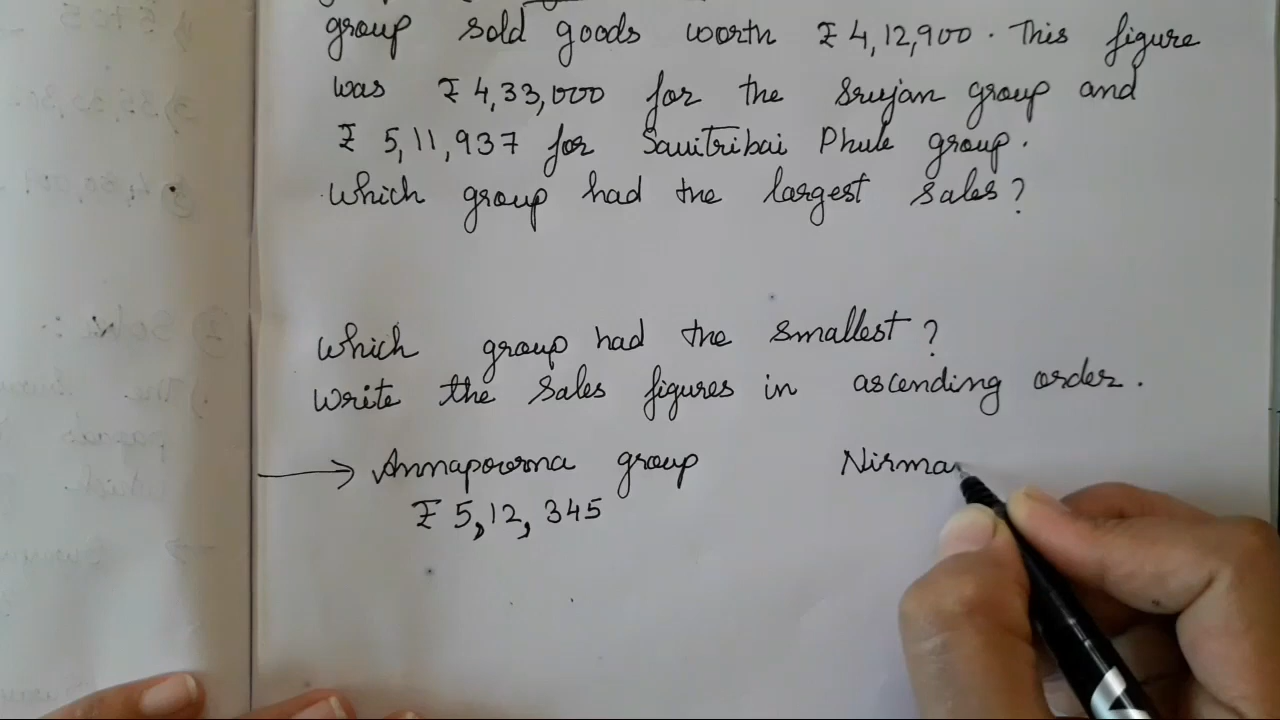 group sold goods worth ₹ 4,12,900. This figure
was ₹ 4,33,000 for the Srujan group and
₹ 5,11,937 for Savitribai Phule group.
Which group had the largest sales?
Which group had the smallest?
Write the sales figures in ascending order.
→ Annapoorna group Nirma
₹ 5,12,345